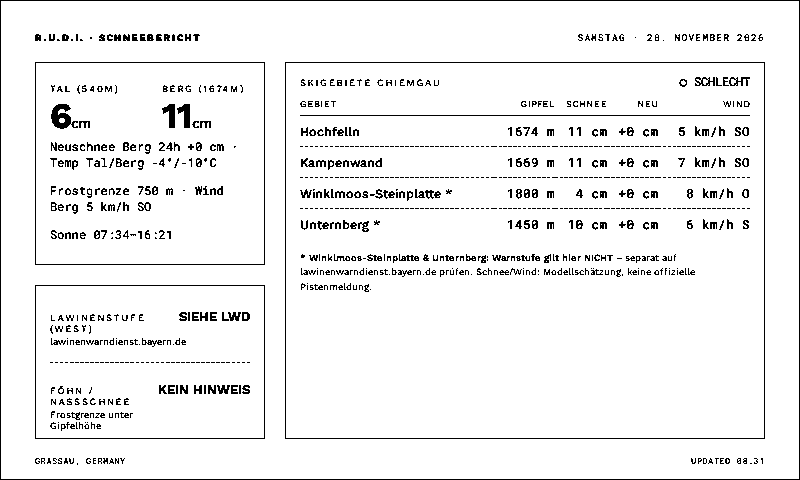 R.U.D.I. · SCHNEEBERICHT
SAMSTAG · 28. NOVEMBER 2026
TAL (540M)
BERG (1674M)
6cm
11cm
Neuschnee Berg 24h +0 cm ·
Temp Tal/Berg -4°/-10°C
Frostgrenze 750 m · Wind
Berg 5 km/h SO
Sonne 07:34–16:21
LAWINENSTUFE
(WEST)
SIEHE LWD
lawinenwarndienst.bayern.de
FÖHN /
NASSSCHNEE
KEIN HINWEIS
Frostgrenze unter
Gipfelhöhe
SKIGEBIETE CHIEMGAU
O SCHLECHT
GEBIET GIPFEL SCHNEE NEU WIND
Hochfelln 1674 m 11 cm +0 cm 5 km/h SO
Kampenwand 1669 m 11 cm +0 cm 7 km/h SO
Winklmoos-Steinplatte * 1800 m 4 cm +0 cm 8 km/h O
Unternberg * 1450 m 10 cm +0 cm 6 km/h S
* Winklmoos-Steinplatte & Unternberg: Warnstufe gilt hier NICHT – separat auf
lawinenwarndienst.bayern.de prüfen. Schnee/Wind: Modellschätzung, keine offizielle
Pistenmeldung.
GRASSAU, GERMANY
UPDATED 08.31